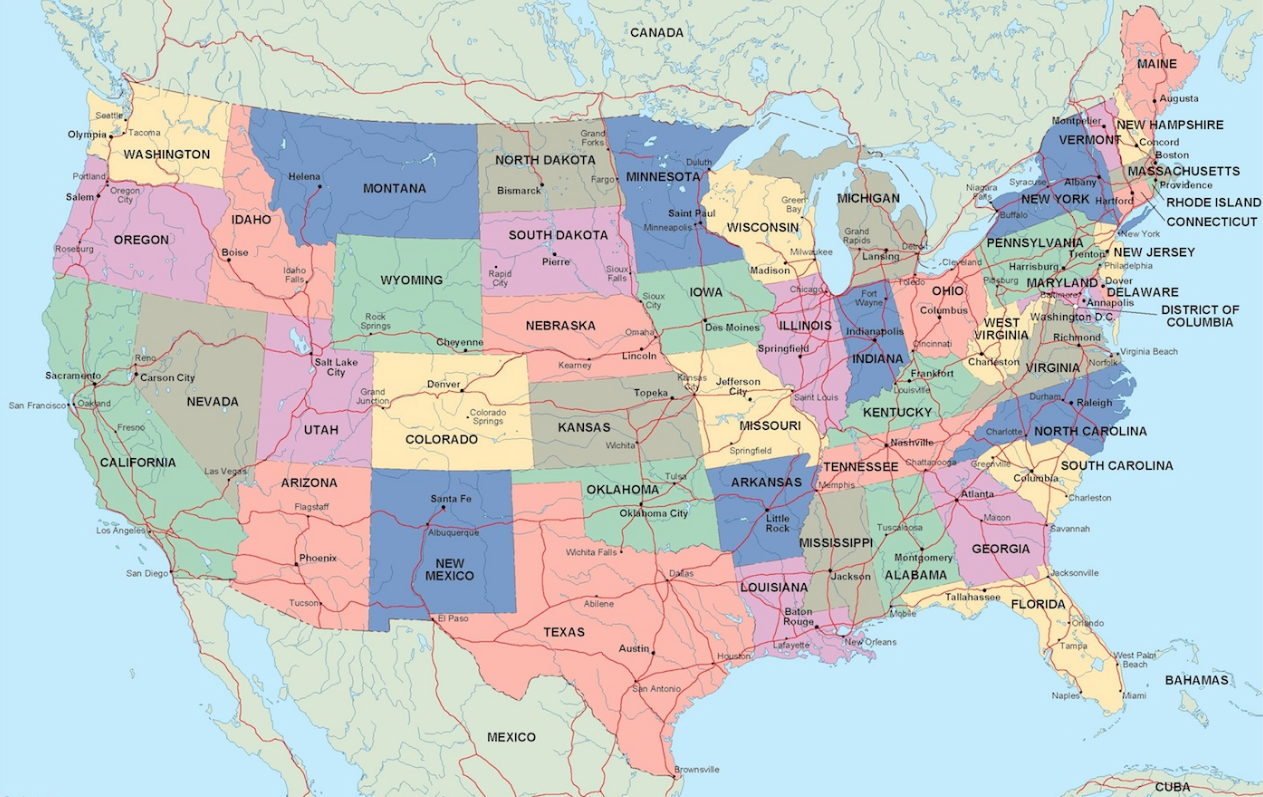 CANADA
MAINE
Augusta
Seattle
Olympia
Tacoma
WASHINGTON
Portland
Oregon
City
Salem
OREGON
Roseburg
IDAHO
Boise
Idaho
Falls
Helena
MONTANA
NORTH DAKOTA
Bismarck
Grand
Forks
Fargo
MINNESOTA
Duluth
Saint Paul
Minneapolis
SOUTH DAKOTA
Pierre
Rapid
City
Sioux
Falls
WYOMING
Rock
Springs
Cheyenne
WISCONSIN
Green
Bay
Madison
Milwaukee
MICHIGAN
Grand
Rapids
Lansing
Detroit
Montpelier
VERMONT
NEW HAMPSHIRE
Concord
Boston
MASSACHUSETTS
Providence
RHODE ISLAND
Hartford
CONNECTICUT
Niagara
Falls
Syracuse
Albany
NEW YORK
Buffalo
New York
PENNSYLVANIA
Harrisburg
Pittsburg
Trenton
NEW JERSEY
Philadelphia
MARYLAND
Baltimore
Dover
DELAWARE
Annapolis
Washington D.C.
DISTRICT OF
COLUMBIA
IOWA
Sioux
City
Des Moines
NEBRASKA
Omaha
Lincoln
Kearney
Chicago
ILLINOIS
Springfield
Fort
Wayne
Indianapolis
INDIANA
Toledo
Cleveland
OHIO
Columbus
Cincinnati
WEST
VIRGINIA
Charleston
Richmond
VIRGINIA
Virginia Beach
Norfolk
Reno
Carson City
NEVADA
Las Vegas
Sacramento
San Francisco
Oakland
Fresno
CALIFORNIA
Los Angeles
San Diego
Salt Lake
City
UTAH
Grand
Junction
Denver
Colorado
Springs
COLORADO
Topeka
KANSAS
Wichita
Kansas
City
Jefferson
City
MISSOURI
Saint Louis
Springfield
Frankfort
Louisville
KENTUCKY
Nashville
TENNESSEE
Chattanooga
Memphis
Durham
Raleigh
Charlotte
NORTH CAROLINA
Greenville
SOUTH CAROLINA
Columbia
Charleston
ARIZONA
Flagstaff
Phoenix
Tucson
Santa Fe
Albuquerque
NEW
MEXICO
El Paso
OKLAHOMA
Tulsa
Oklahoma City
ARKANSAS
Little
Rock
Wichita Falls
Dallas
Abilene
TEXAS
Austin
Houston
San Antonio
Brownsville
LOUISIANA
Baton
Rouge
Lafayette
New Orleans
MISSISSIPPI
Jackson
Tuscaloosa
Montgomery
ALABAMA
Mobile
Atlanta
Macon
GEORGIA
Savannah
Jacksonville
Tallahassee
FLORIDA
Orlando
Tampa
West Palm
Beach
Naples
Miami
BAHAMAS
MEXICO
CUBA